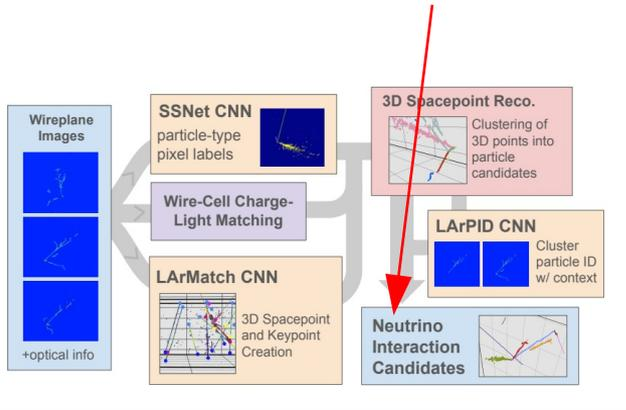 Wireplane
Images
+optical info
SSNet CNN
particle-type
pixel labels
Wire-Cell Charge-
Light Matching
LArMatch CNN
3D Spacepoint
and Keypoint
Creation
3D Spacepoint Reco.
Clustering of
3D points into
particle
candidates
LArPID CNN
Cluster
particle ID
w/ context
Neutrino
Interaction
Candidates